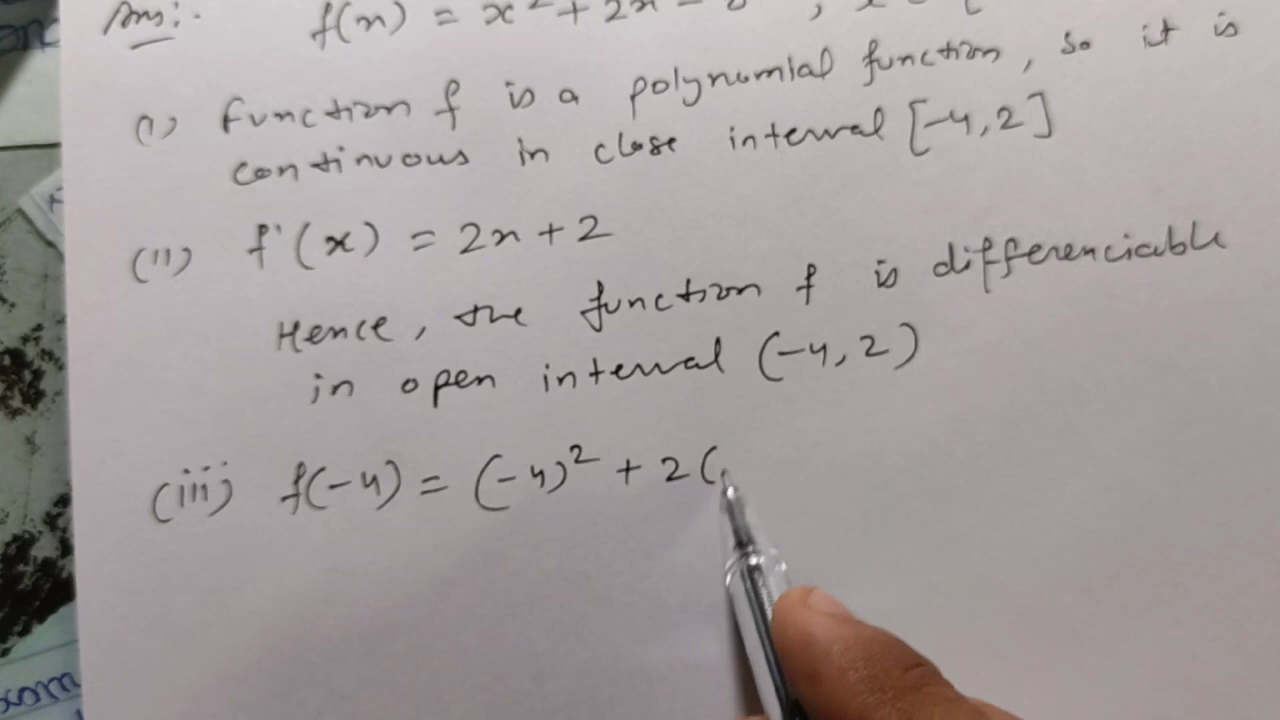 Ans:.
f(x) = x² + 2x - 8, x
(i) Function f is a polynomial function, so it is
continuous in close interval [-4,2]
(ii) f'(x) = 2x+2
Hence, the function f is differenciable
in open interval (-4,2)
(iii) f(-4) = (-4)² + 2(